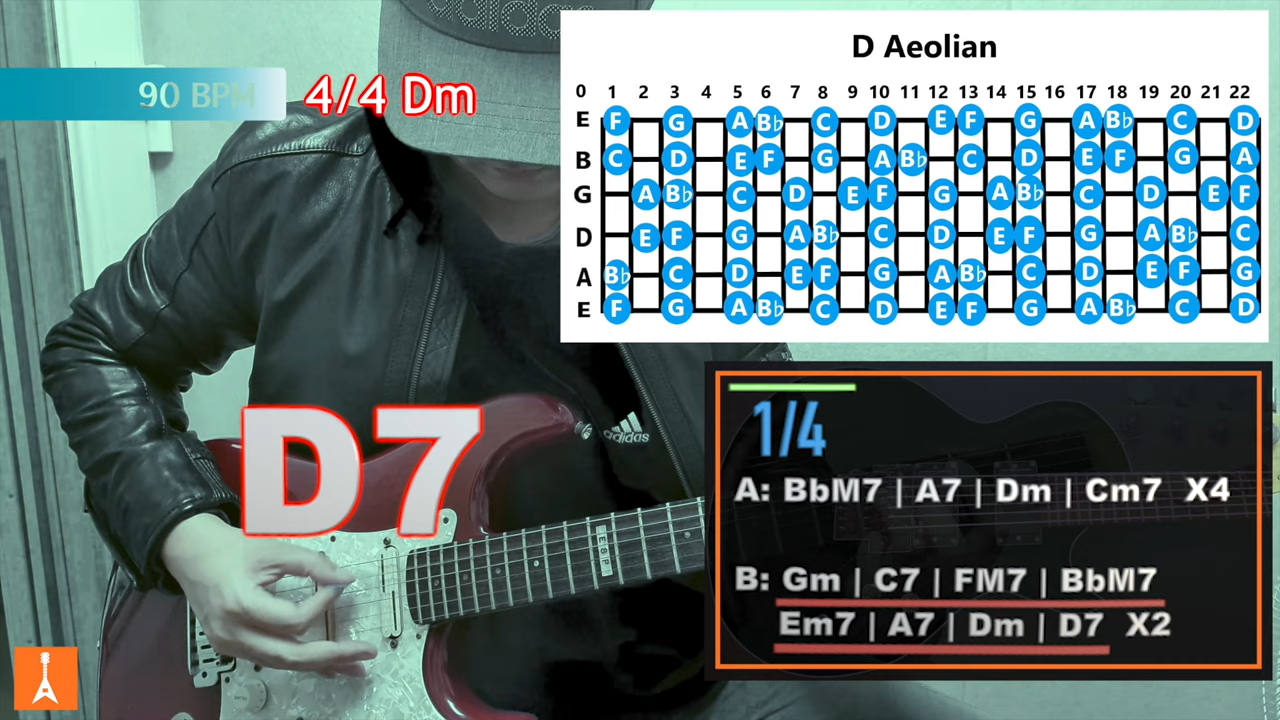 adidas
D Aeolian
90 BPM
4/4 Dm
0 1 2 3 4 5 6 7 8 9 10 11 12 13 14 15 16 17 18 19 20 21 22
E F G A B♭ C D E F G A B♭ C D
B C D E F G A B♭ C D E F G A
G A B♭ C D E F G A B♭ C D E F
D E F G A B♭ C D E F G A B♭ C
A B♭ C D E F G A B♭ C D E F G
E F G A B♭ C D E F G A B♭ C D
D7
adidas
ESP
1/4
A: BbM7 | A7 | Dm | Cm7 X4
B: Gm | C7 | FM7 | BbM7
Em7 | A7 | Dm | D7 X2